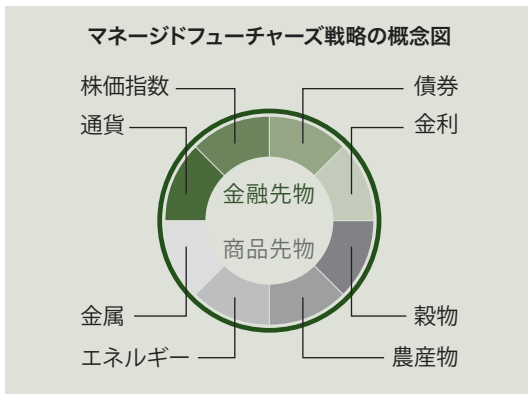 マネージドフューチャーズ戦略の概念図
株価指数
債券
通貨
金利
金融先物
商品先物
金属
穀物
エネルギー
農産物